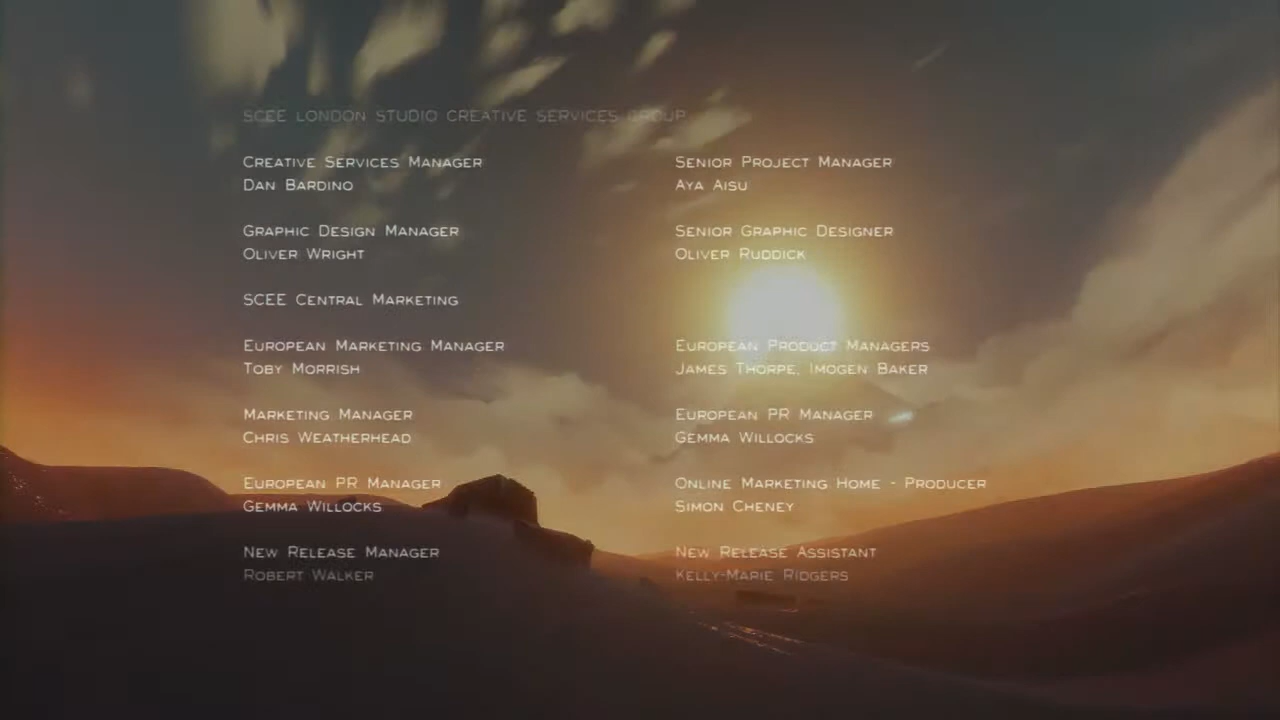 SCEE LONDON STUDIO CREATIVE SERVICES GROUP
CREATIVE SERVICES MANAGER
DAN BARDINO
SENIOR PROJECT MANAGER
AYA AISU
GRAPHIC DESIGN MANAGER
OLIVER WRIGHT
SENIOR GRAPHIC DESIGNER
OLIVER RUDDICK
SCEE CENTRAL MARKETING
EUROPEAN MARKETING MANAGER
TOBY MORRISH
EUROPEAN PRODUCT MANAGERS
JAMES THORPE, IMOGEN BAKER
MARKETING MANAGER
CHRIS WEATHERHEAD
EUROPEAN PR MANAGER
GEMMA WILLOCKS
EUROPEAN PR MANAGER
GEMMA WILLOCKS
ONLINE MARKETING HOME - PRODUCER
SIMON CHENEY
NEW RELEASE MANAGER
ROBERT WALKER
NEW RELEASE ASSISTANT
KELLY-MARIE RIDGERS